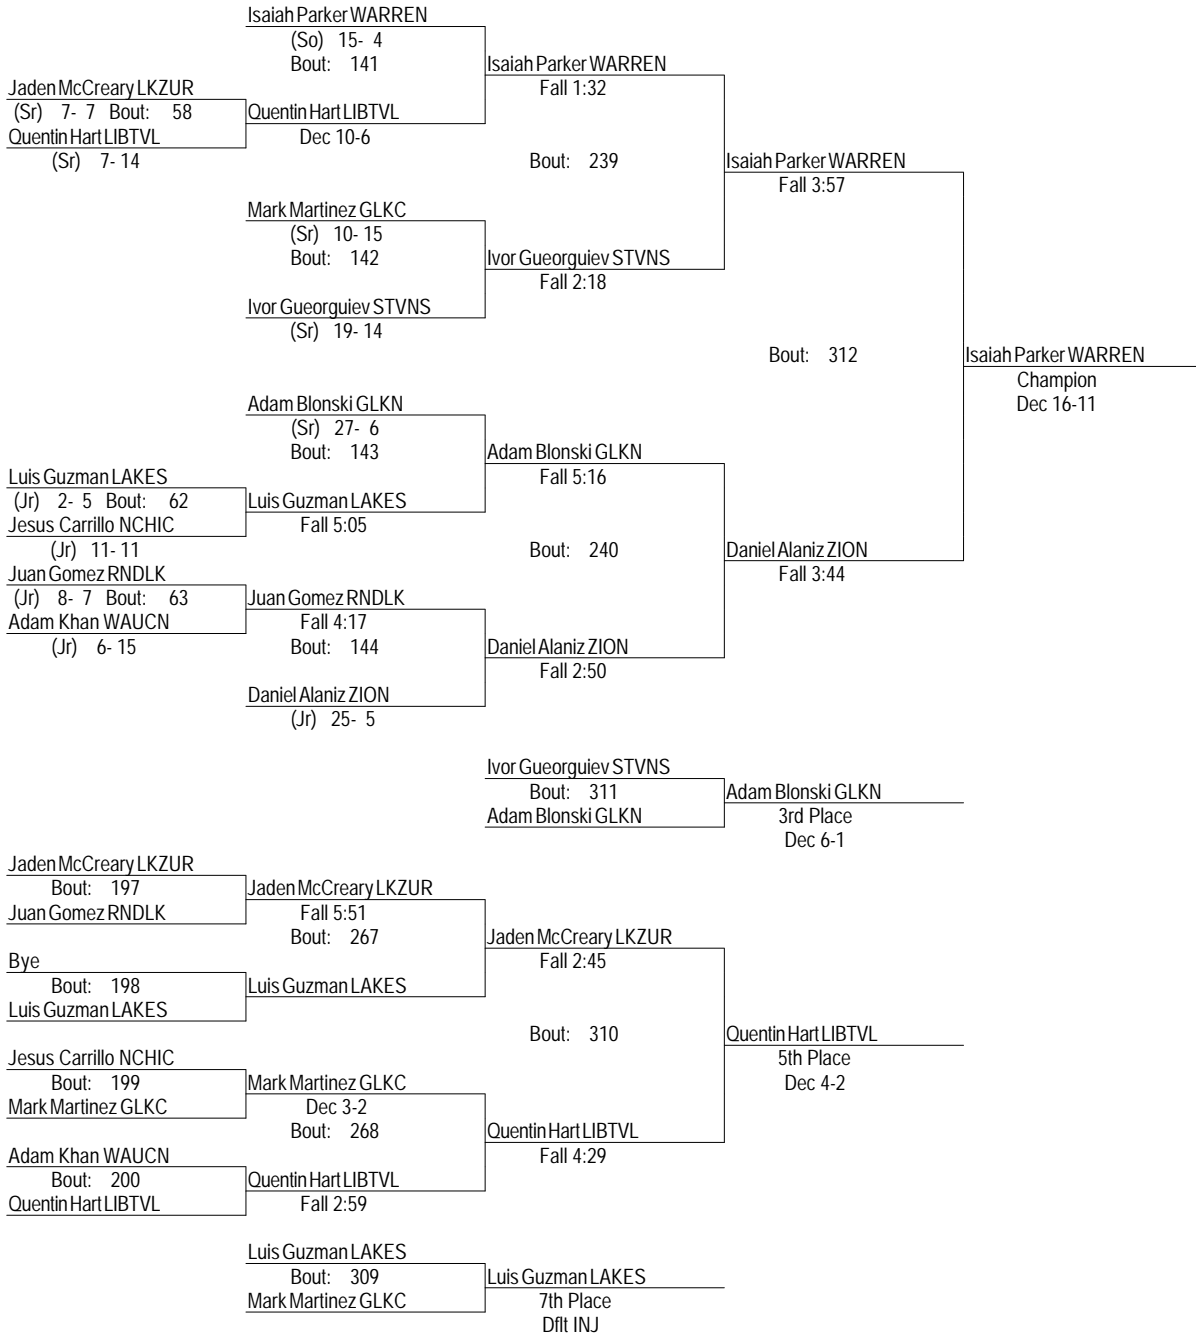 Isaiah Parker WARREN
(So) 15- 4
Bout: 141
Isaiah Parker WARREN
Fall 1:32
Jaden McCreary LKZUR
(Sr) 7- 7 Bout: 58
Quentin Hart LIBTVL
Quentin Hart LIBTVL
Dec 10-6
(Sr) 7- 14
Bout: 239
Isaiah Parker WARREN
Fall 3:57
Mark Martinez GLKC
(Sr) 10- 15
Bout: 142
Ivor Gueorguiev STVNS
Fall 2:18
Ivor Gueorguiev STVNS
(Sr) 19- 14
Bout: 312
Isaiah Parker WARREN
Champion
Dec 16-11
Adam Blonski GLKN
(Sr) 27- 6
Bout: 143
Adam Blonski GLKN
Fall 5:16
Luis Guzman LAKES
(Jr) 2- 5 Bout: 62
Luis Guzman LAKES
Jesus Carrillo NCHIC
Fall 5:05
(Jr) 11- 11
Bout: 240
Daniel Alaniz ZION
Fall 3:44
Juan Gomez RNDLK
(Jr) 8- 7 Bout: 63
Juan Gomez RNDLK
Adam Khan WAUCN
Fall 4:17
(Jr) 6- 15
Bout: 144
Daniel Alaniz ZION
Fall 2:50
Daniel Alaniz ZION
(Jr) 25- 5
Ivor Gueorguiev STVNS
Bout: 311
Adam Blonski GLKN
Adam Blonski GLKN
3rd Place
Dec 6-1
Jaden McCreary LKZUR
Bout: 197
Jaden McCreary LKZUR
Juan Gomez RNDLK
Fall 5:51
Bout: 267
Jaden McCreary LKZUR
Fall 2:45
Bye
Bout: 198
Luis Guzman LAKES
Luis Guzman LAKES
Bout: 310
Quentin Hart LIBTVL
5th Place
Dec 4-2
Jesus Carrillo NCHIC
Bout: 199
Mark Martinez GLKC
Mark Martinez GLKC
Dec 3-2
Bout: 268
Quentin Hart LIBTVL
Fall 4:29
Adam Khan WAUCN
Bout: 200
Quentin Hart LIBTVL
Quentin Hart LIBTVL
Fall 2:59
Luis Guzman LAKES
Bout: 309
Luis Guzman LAKES
Mark Martinez GLKC
7th Place
Dflt INJ